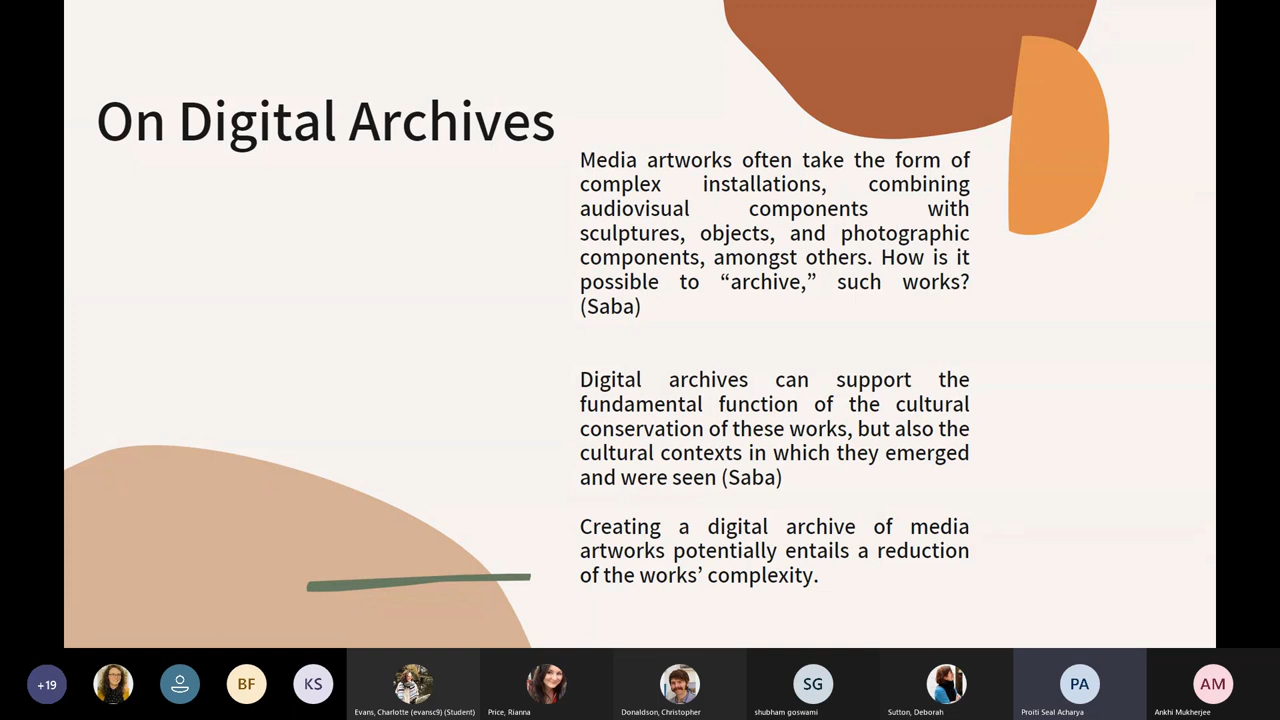 On Digital Archives
Media artworks often take the form of
complex installations, combining
audiovisual components with
sculptures, objects, and photographic
components, amongst others. How is it
possible to “archive,” such works?
(Saba)
Digital archives can support the
fundamental function of the cultural
conservation of these works, but also the
cultural contexts in which they emerged
and were seen (Saba)
Creating a digital archive of media
artworks potentially entails a reduction
of the works’ complexity.
+19
BF
KS
SG
PA
AM
Evans, Charlotte (evansc9) (Student)
Price, Rianna
Donaldson, Christopher
shubham goswami
Sutton, Deborah
Proiti Seal Acharya
Ankhi Mukherjee